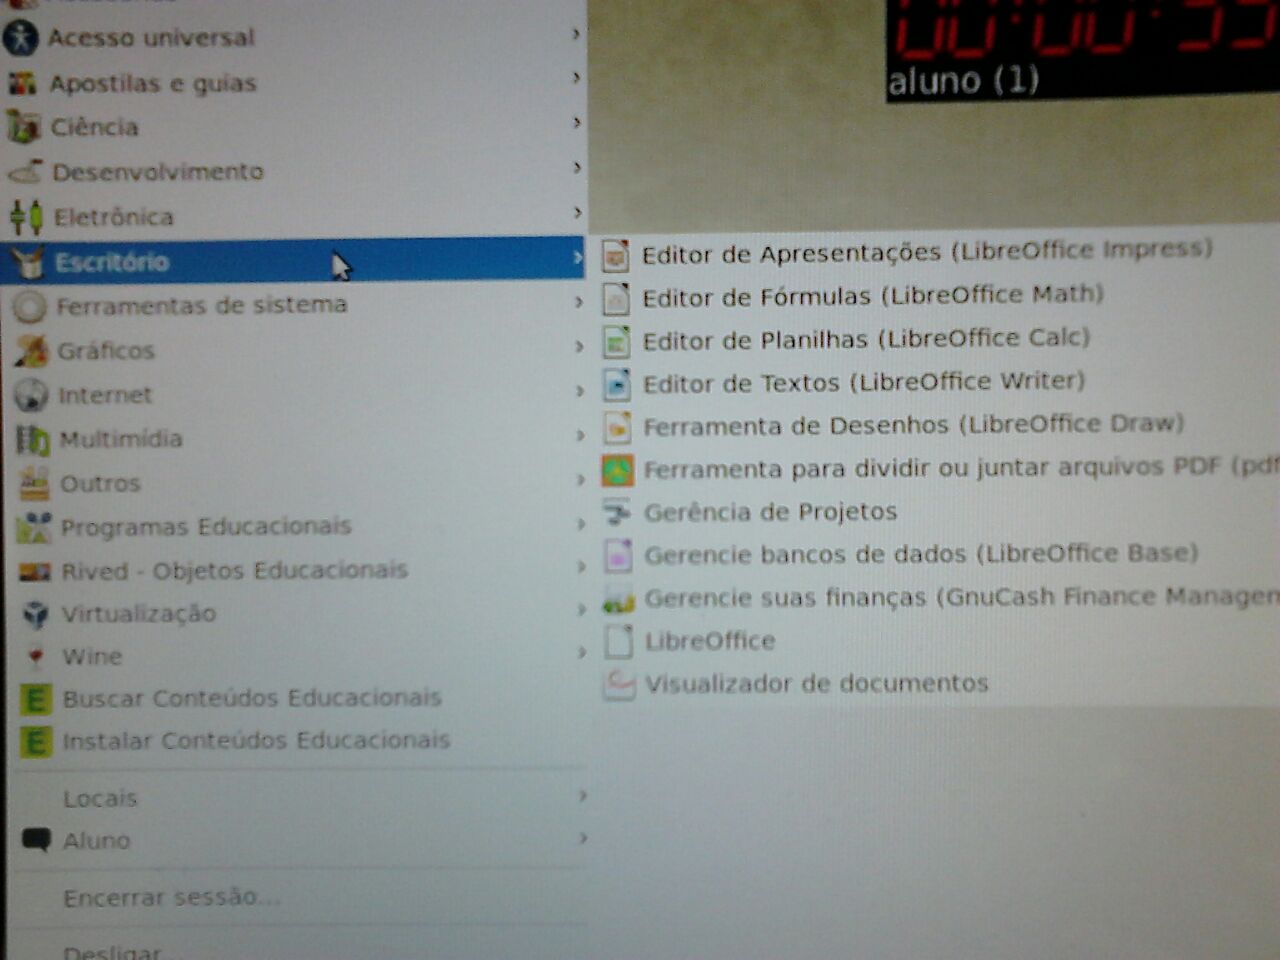 Acesso universal
Apostilas e guias
Ciência
Desenvolvimento
Eletrônica
Escritório
Ferramentas de sistema
Gráficos
Internet
Multimídia
Outros
Programas Educacionais
Rived - Objetos Educacionais
Virtualização
Wine
Buscar Conteúdos Educacionais
Instalar Conteúdos Educacionais
Locais
Aluno
Encerrar sessão...
Desligar...
Editor de Apresentações (LibreOffice Impress)
Editor de Fórmulas (LibreOffice Math)
Editor de Planilhas (LibreOffice Calc)
Editor de Textos (LibreOffice Writer)
Ferramenta de Desenhos (LibreOffice Draw)
Ferramenta para dividir ou juntar arquivos PDF (pdf
Gerência de Projetos
Gerencie bancos de dados (LibreOffice Base)
Gerencie suas finanças (GnuCash Finance Managem
LibreOffice
Visualizador de documentos
aluno (1)